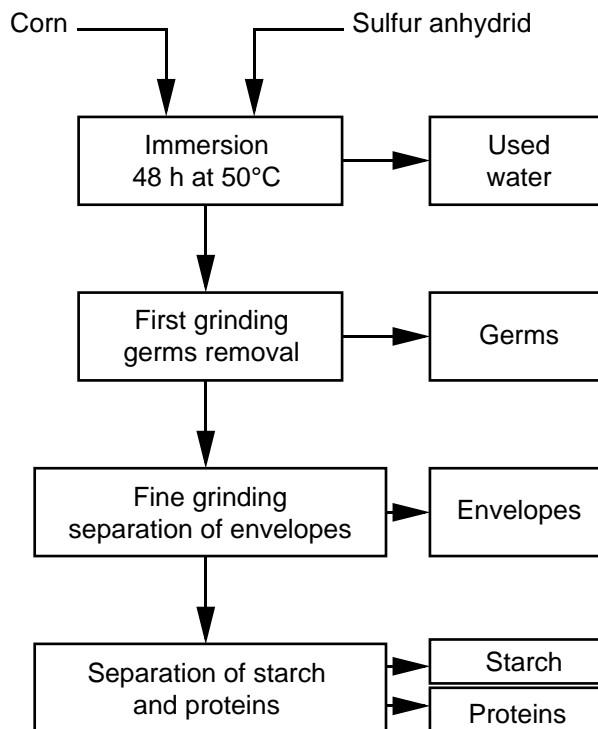 Corn
Sulfur anhydrid
Immersion
48 h at 50°C
Used
water
First grinding
germs removal
Germs
Fine grinding
separation of envelopes
Envelopes
Separation of starch
and proteins
Starch
Proteins